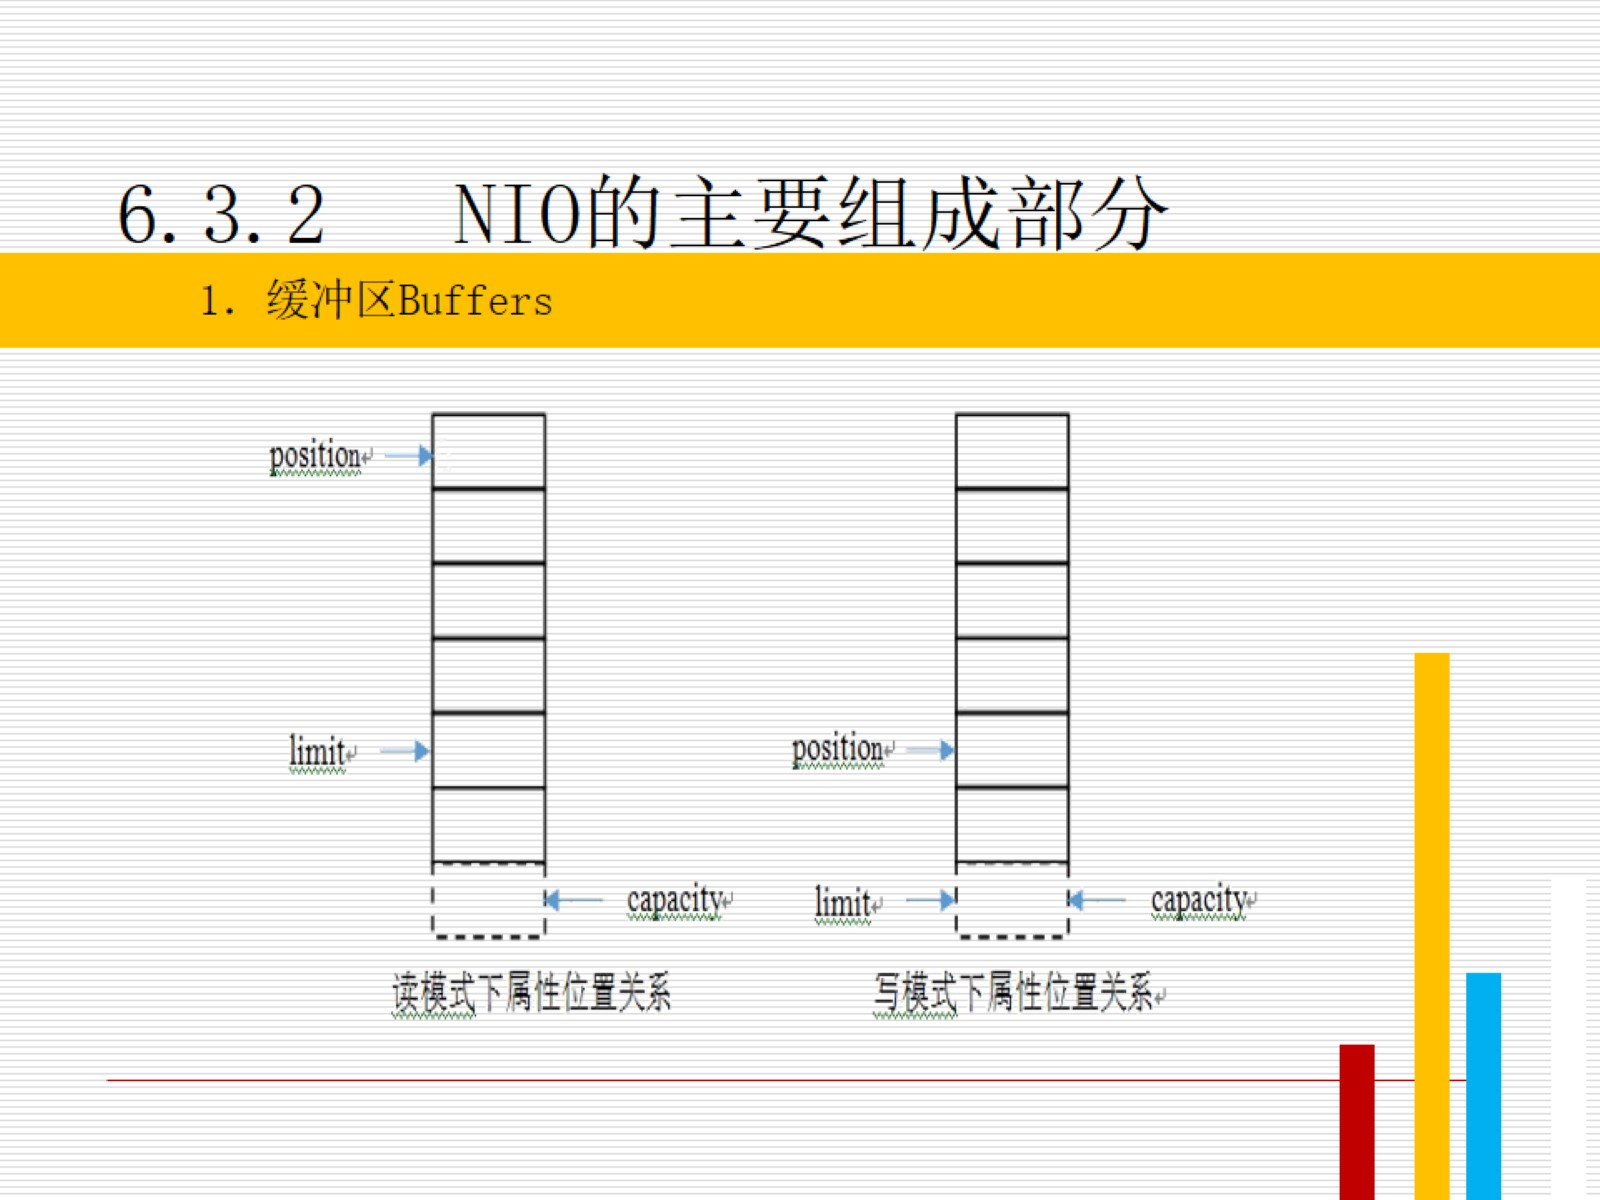 6.3.2 NIO的主要组成部分
1. 缓冲区Buffers
position
limit
capacity
读模式下属性位置关系
position
limit
capacity
写模式下属性位置关系